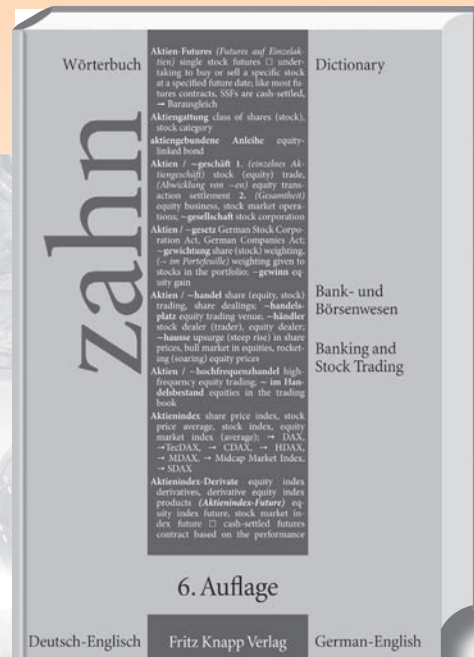 Wörterbuch
Dictionary
zahn
Aktien-Futures (Futures auf Einzelak-
tien) single stock futures □ under-
taking to buy or sell a specific stock
at a specified future date; like most fu-
tures contracts, SSFs are cash-settled,
→ Barausgleich
Aktiengattung class of shares (stock),
stock category
aktiengebundene Anleihe equity-
linked bond
Aktien / ~geschäft 1. (einzelnes Ak-
tiengeschäft) stock (equity) trade,
(Abwicklung von ~en) equity trans-
action settlement 2. (Gesamtheit)
equity business, stock market opera-
tions; ~gesellschaft stock corporation
Aktien / ~gesetz German Stock Corpo-
ration Act, German Companies Act;
~gewichtung share (stock) weighting,
(~ im Portefeuille) weighting given to
stocks in the portfolio; ~gewinn eq-
uity gain
Aktien / ~handel share (equity, stock)
trading, share dealings; ~handels-
platz equity trading venue; ~händler
stock dealer (trader), equity dealer;
~hausse upsurge (steep rise) in share
prices, bull market in equities, rocket-
ing (soaring) equity prices
Aktien / ~hochfrequenzhandel high-
frequency equity trading; ~ im Han-
delsbestand equities in the trading
book
Aktienindex share price index, stock
price average, stock index, equity
market index (average); → DAX,
→TecDAX, → CDAX, → HDAX,
→ MDAX, → Midcap Market Index,
→ SDAX
Aktienindex-Derivate equity index
derivatives, derivative equity index
products (Aktienindex-Future) eq-
uity index future, stock market in-
dex future □ cash-settled futures
contract based on the performance
Bank- und
Börsenwesen
Banking and
Stock Trading
6. Auflage
Deutsch-Englisch
Fritz Knapp Verlag
German-English